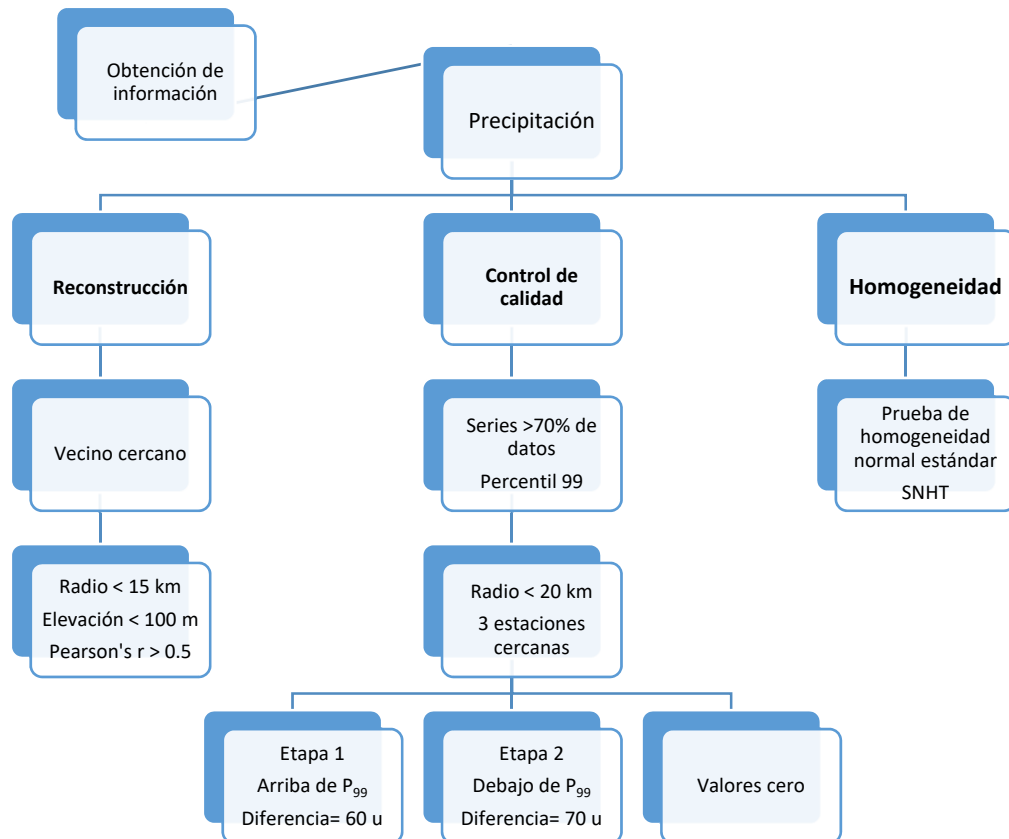 Obtención de
información
Precipitación
Reconstrucción
Control de
calidad
Homogeneidad
Vecino cercano
Series >70% de
datos
Percentil 99
Prueba de
homogeneidad
normal estándar
SNHT
Radio < 15 km
Elevación < 100 m
Pearson's r > 0.5
Radio < 20 km
3 estaciones
cercanas
Etapa 1
Arriba de P₉₉
Diferencia= 60 u
Etapa 2
Debajo de P₉₉
Diferencia= 70 u
Valores cero